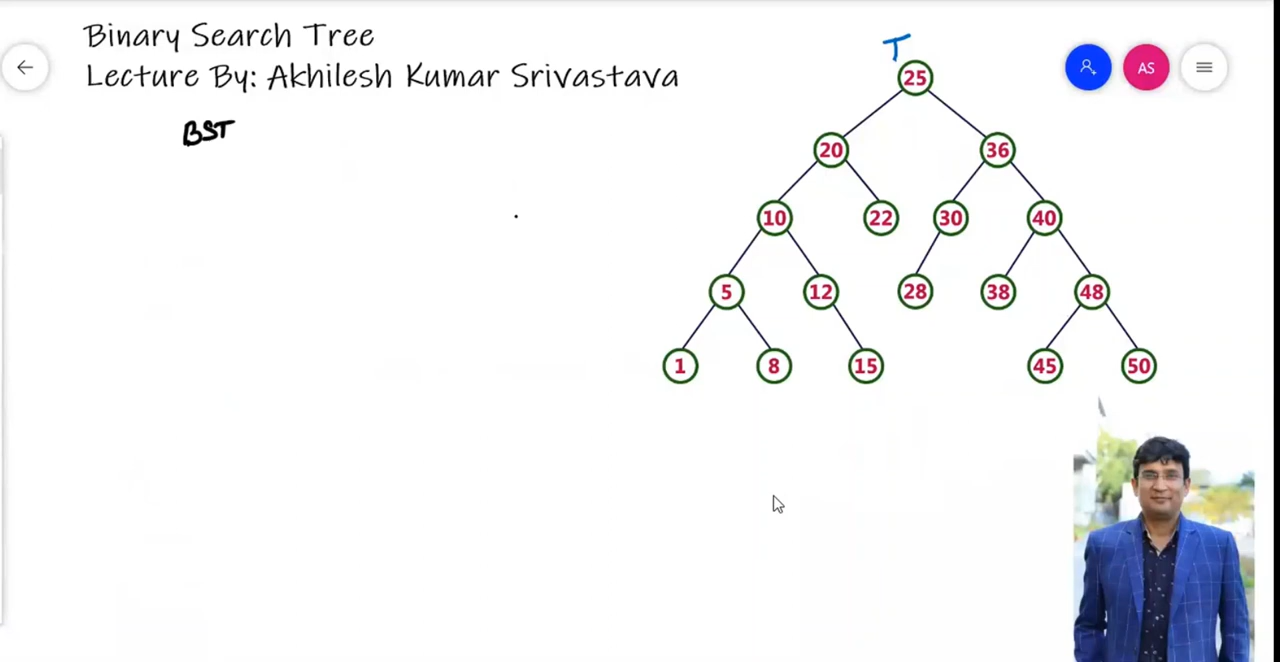 Binary Search Tree
Lecture By: Akhilesh Kumar Srivastava
BST
T
25
20 36
10 22 30 40
5 12 28 38 48
1 8 15 45 50
AS